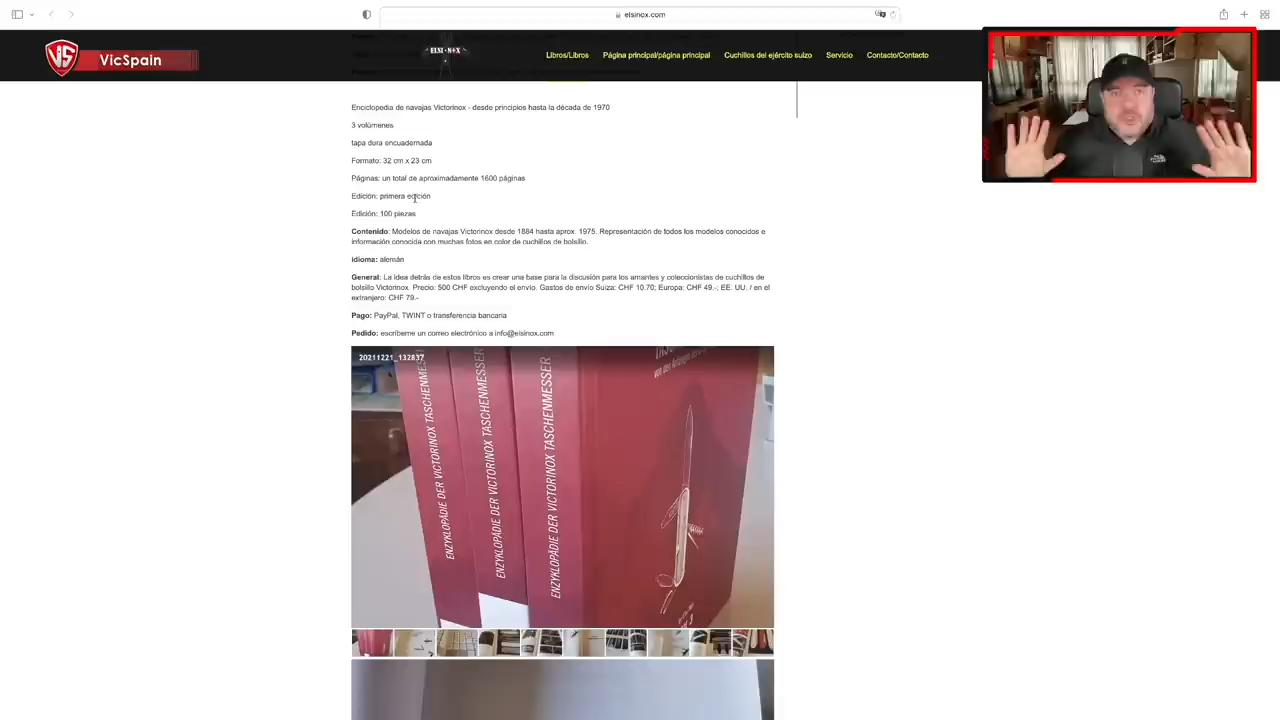 elsinox.com
VS
VicSpain
ELSI-NOX
Libros/Libros
Página principal/página principal
Cuchillos del ejército suizo
Servicio
Contacto/Contacto
Enciclopedia de navajas Victorinox - desde principios hasta la década de 1970
3 volúmenes
tapa dura encuadernada
Formato: 32 cm x 23 cm
Páginas: un total de aproximadamente 1600 páginas
Edición: primera edición
Edición: 100 piezas
Contenido: Modelos de navajas Victorinox desde 1884 hasta aprox. 1975. Representación de todos los modelos conocidos e
información conocida con muchas fotos en color de cuchillos de bolsillo.
idioma: alemán
General: La idea detrás de estos libros es crear una base para la discusión para los amantes y coleccionistas de cuchillos de
bolsillo Victorinox. Precio: 500 CHF excluyendo el envío. Gastos de envío Suiza: CHF 10.70; Europa: CHF 49.-; EE. UU. / en el
extranjero: CHF 79.-
Pago: PayPal, TWINT o transferencia bancaria
Pedido: escríbeme un correo electrónico a info@elsinox.com
20211221_132837
ENZYKLOPÄDIE DER VICTORINOX TASCHENMESSER
ENZYKLOPÄDIE DER VICTORINOX TASCHENMESSER
ENZYKLOPÄDIE DER VICTORINOX TASCHENMESSER